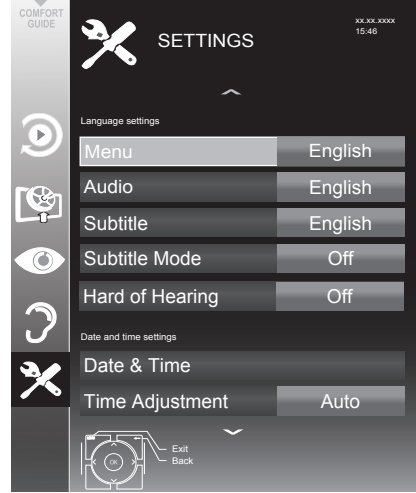 COMFORT
GUIDE
SETTINGS
xx.xx.xxxx
15:46
Language settings
Menu English
Audio English
Subtitle English
Subtitle Mode Off
Hard of Hearing Off
Date and time settings
Date & Time
Time Adjustment Auto
Exit
Back
OK